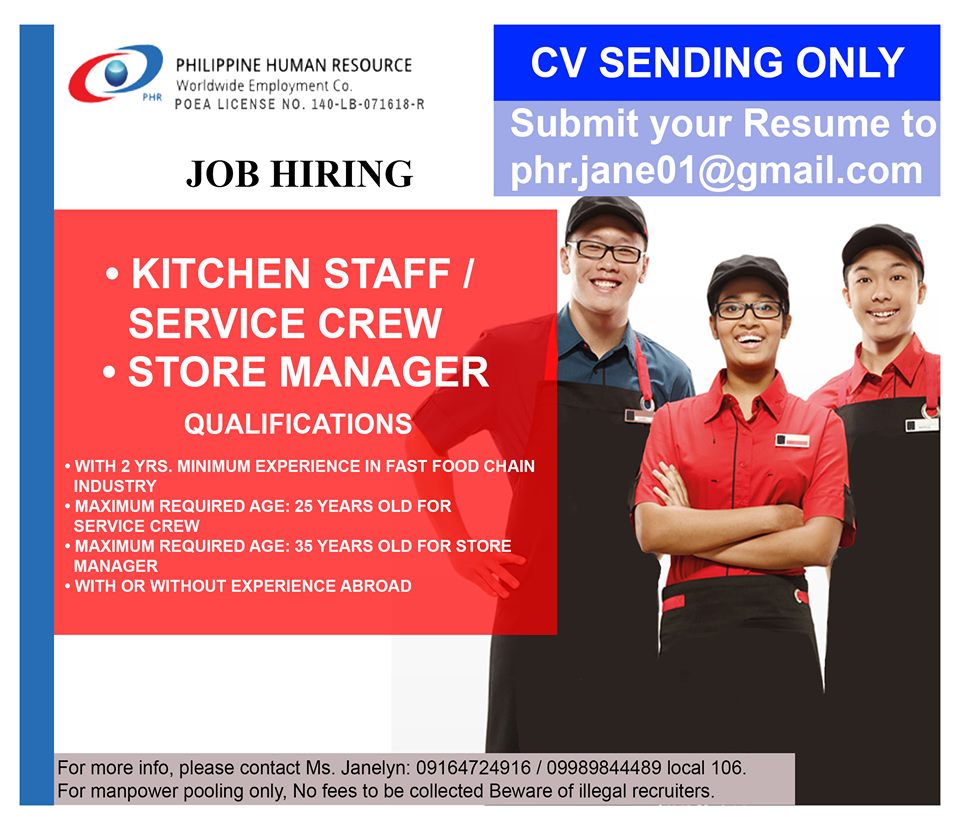 PHILIPPINE HUMAN RESOURCE
Worldwide Employment Co.
PHR
POEA LICENSE NO. 140-LB-071618-R
CV SENDING ONLY
Submit your Resume to
phr.jane01@gmail.com
JOB HIRING
• KITCHEN STAFF /
SERVICE CREW
• STORE MANAGER
QUALIFICATIONS
• WITH 2 YRS. MINIMUM EXPERIENCE IN FAST FOOD CHAIN
INDUSTRY
• MAXIMUM REQUIRED AGE: 25 YEARS OLD FOR
SERVICE CREW
• MAXIMUM REQUIRED AGE: 35 YEARS OLD FOR STORE
MANAGER
• WITH OR WITHOUT EXPERIENCE ABROAD
For more info, please contact Ms. Janelyn: 09164724916 / 09989844489 local 106.
For manpower pooling only, No fees to be collected Beware of illegal recruiters.